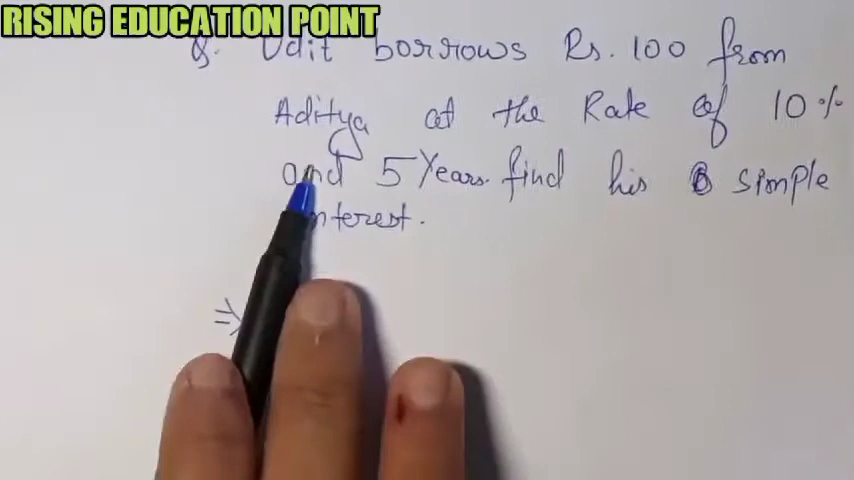 RISING EDUCATION POINT
Q. Udit borrows Rs. 100 from
Aditya at the Rate of 10 %
and 5 Years. find his simple
interest.
⇒